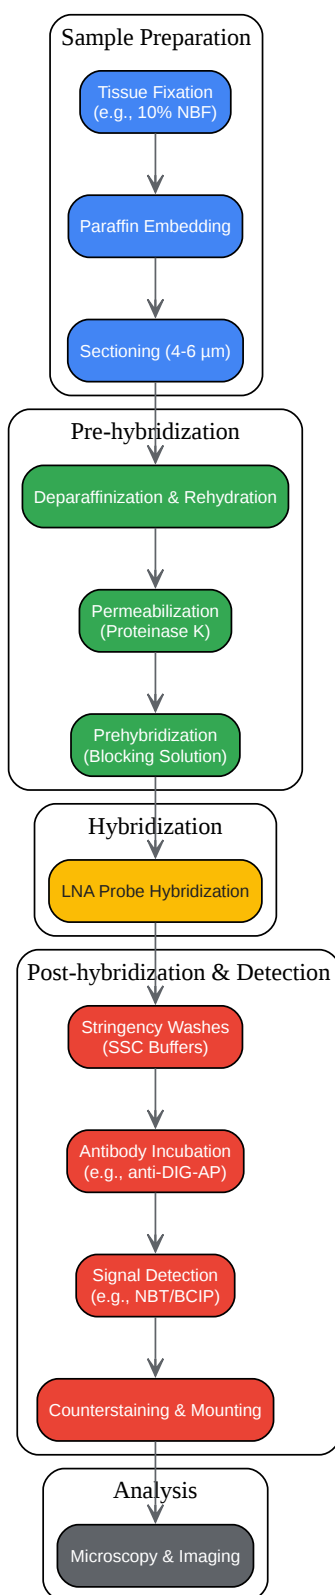 Sample Preparation
Tissue Fixation
(e.g., 10% NBF)
Paraffin Embedding
Sectioning (4-6 µm)
Pre-hybridization
Deparaffinization & Rehydration
Permeabilization
(Proteinase K)
Prehybridization
(Blocking Solution)
Hybridization
LNA Probe Hybridization
Post-hybridization & Detection
Stringency Washes
(SSC Buffers)
Antibody Incubation
(e.g., anti-DIG-AP)
Signal Detection
(e.g., NBT/BCIP)
Counterstaining & Mounting
Analysis
Microscopy & Imaging